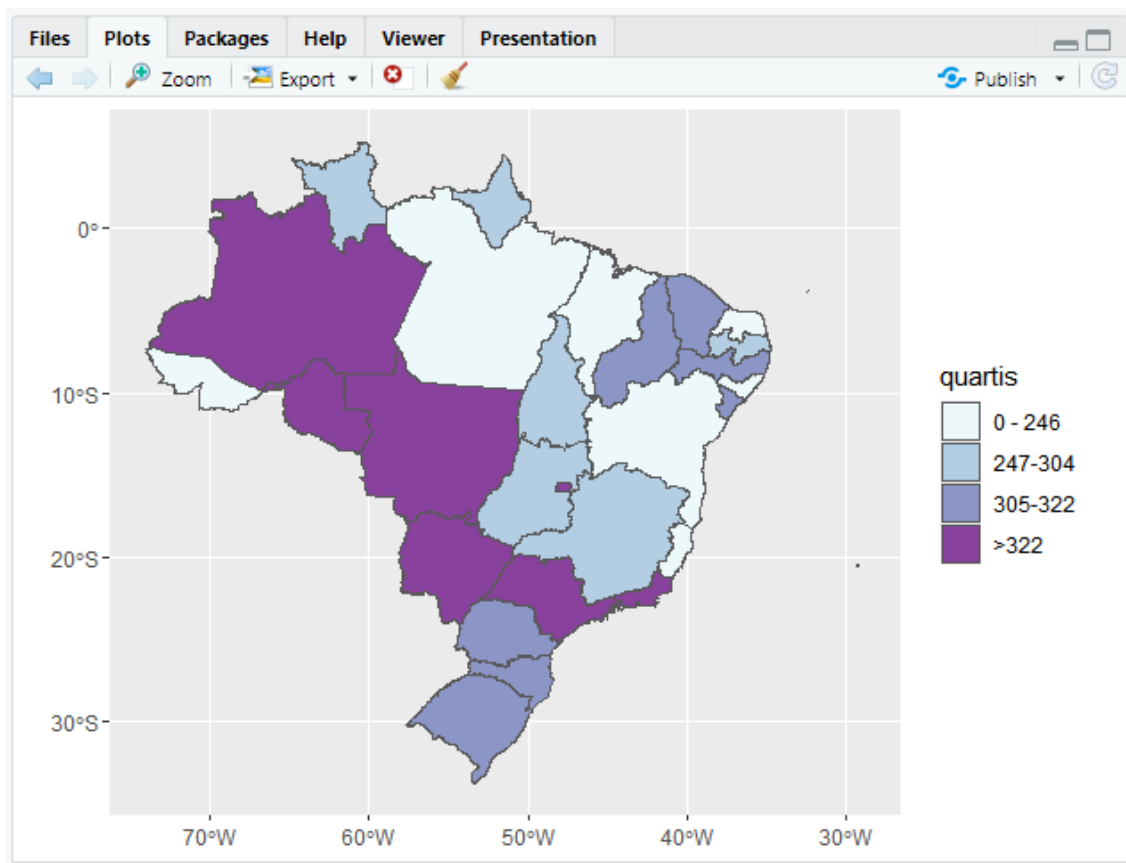 Files Plots Packages Help Viewer Presentation
Zoom Export Publish
quartis
0 - 246
247-304
305-322
>322
0°
10°S
20°S
30°S
70°W 60°W 50°W 40°W 30°W